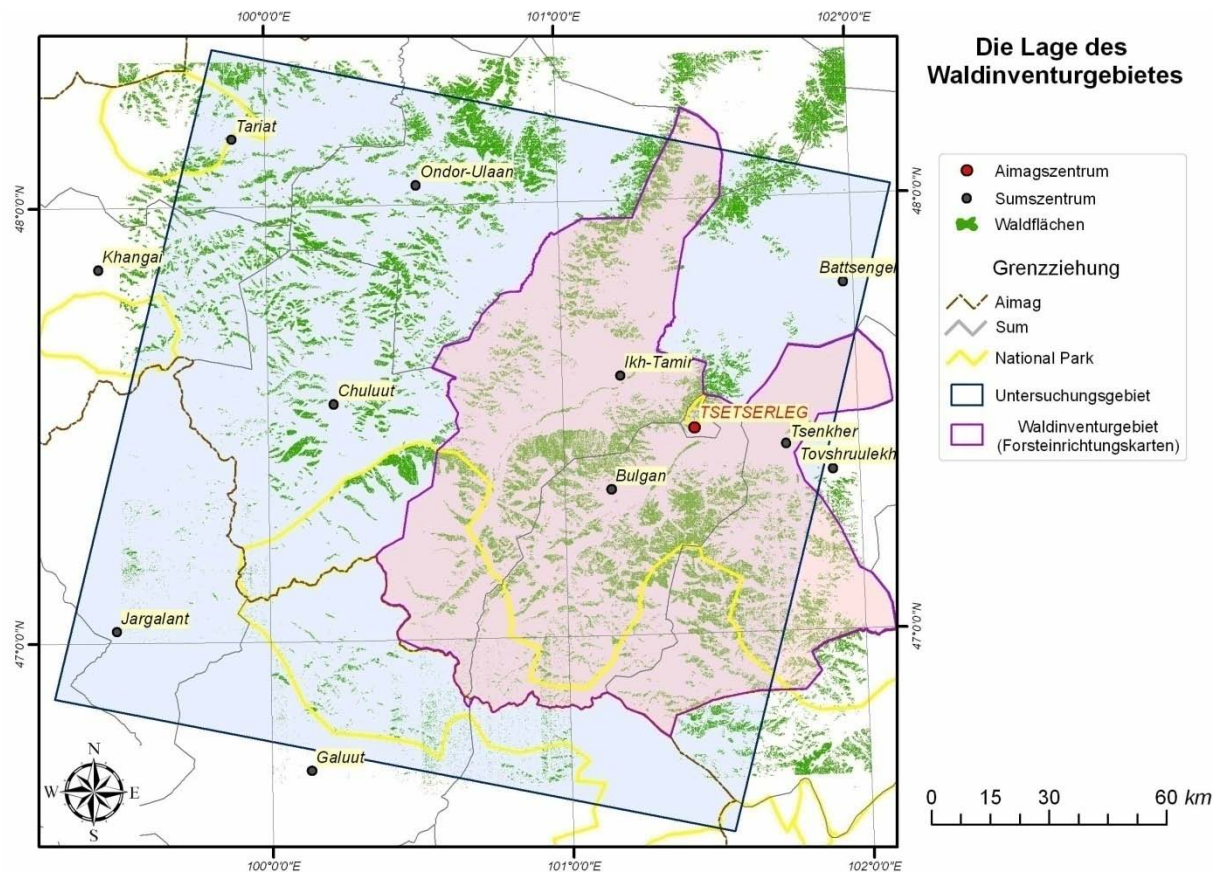 100°0'0"E
101°0'0"E
102°0'0"E
Die Lage des
Waldinventurgebietes
Tariat
Ondor-Ulaan
48°0'0"N
48°0'0"N
Khangai
Battsengel
Ikh-Tamir
Chuluut
TSETSERLEG
Tsenkher
Tovshruulekh
Bulgan
Jargalant
47°0'0"N
47°0'0"N
Galuut
N
W
E
S
100°0'0"E
101°0'0"E
102°0'0"E
Aimagszentrum
Sumszentrum
Waldflächen
Grenzziehung
Aimag
Sum
National Park
Untersuchungsgebiet
Waldinventurgebiet
(Forsteinrichtungskarten)
0 15 30 60 km